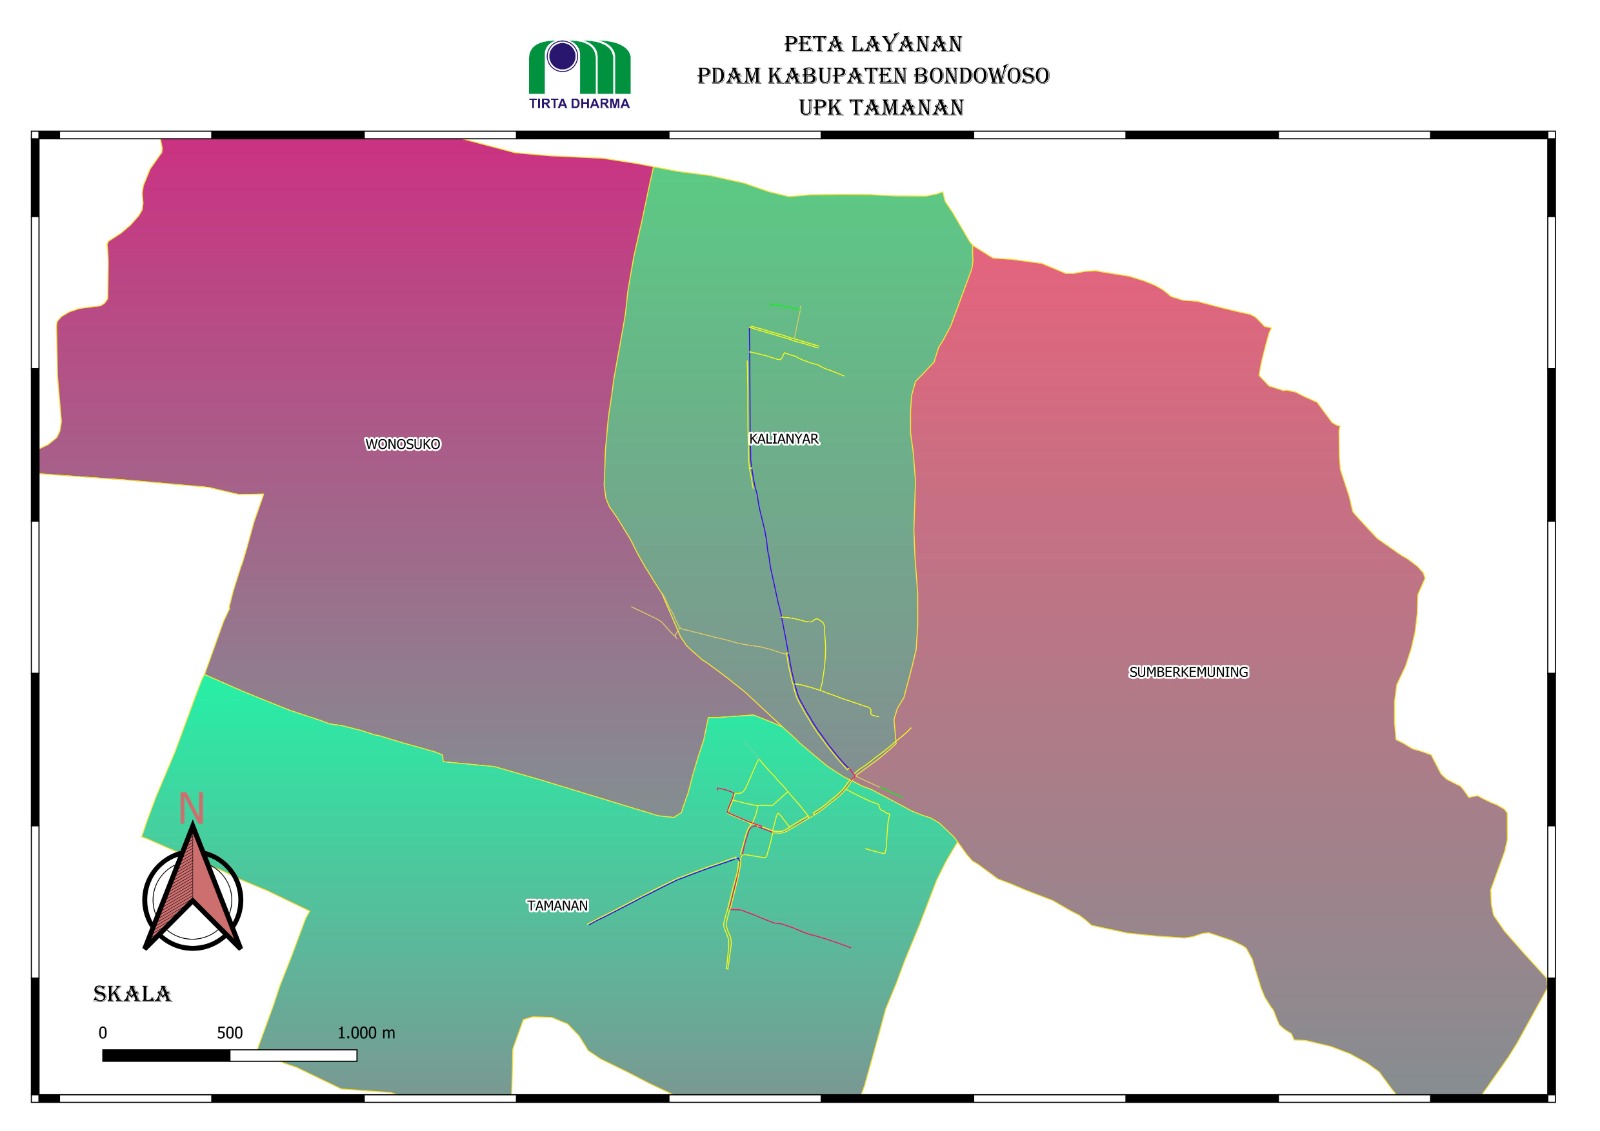 PETA LAYANAN
PDAM KABUPATEN BONDOWOSO
UPK TAMANAN
TIRTA DHARMA
WONOSUKO
KALIANYAR
SUMBERKEMUNING
N
TAMANAN
SKALA
0 500 1.000 m